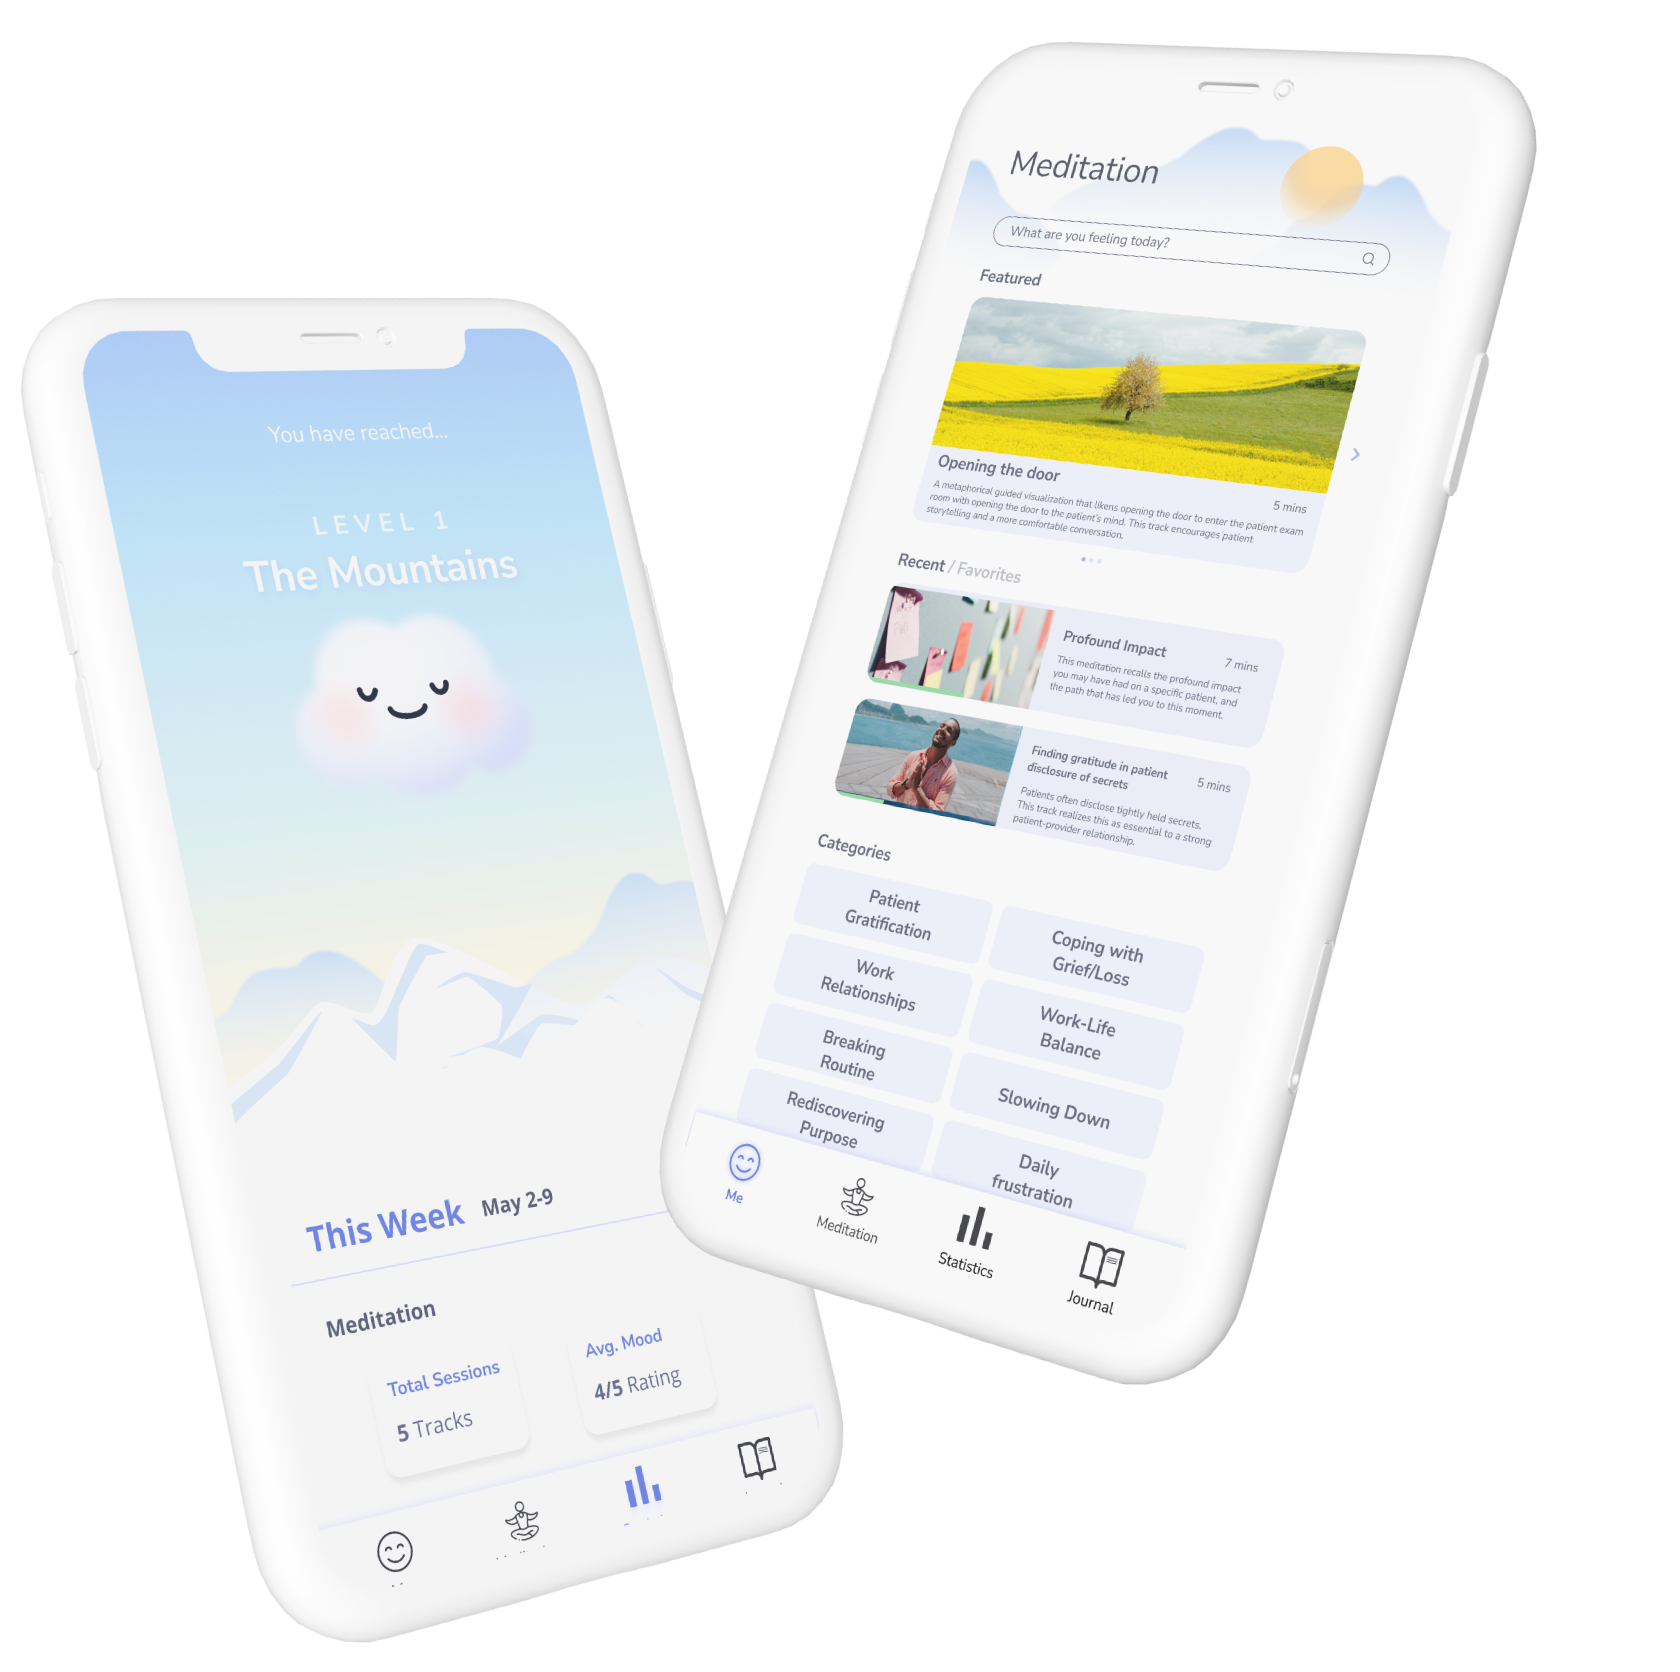 You have reached...
LEVEL 1
The Mountains
This Week May 2-9
Meditation
Total Sessions
5 Tracks
Avg. Mood
4/5 Rating
Meditation
What are you feeling today?
Featured
Opening the door
5 mins
A metaphorical guided visualization that likens opening the door to enter the patient exam
room with opening the door to the patient's mind. This track encourages patient
storytelling and a more comfortable conversation.
Recent / Favorites
Profound Impact
7 mins
This meditation recalls the profound impact
you may have had on a specific patient, and
the path that has led you to this moment.
Finding gratitude in patient
disclosure of secrets
5 mins
Patients often disclose tightly held secrets.
This track realizes this as essential to a strong
patient-provider relationship.
Categories
Patient
Gratification
Coping with
Grief/Loss
Work
Relationships
Work-Life
Balance
Breaking
Routine
Slowing Down
Rediscovering
Purpose
Daily
frustration
Me
Meditation
Statistics
Journal